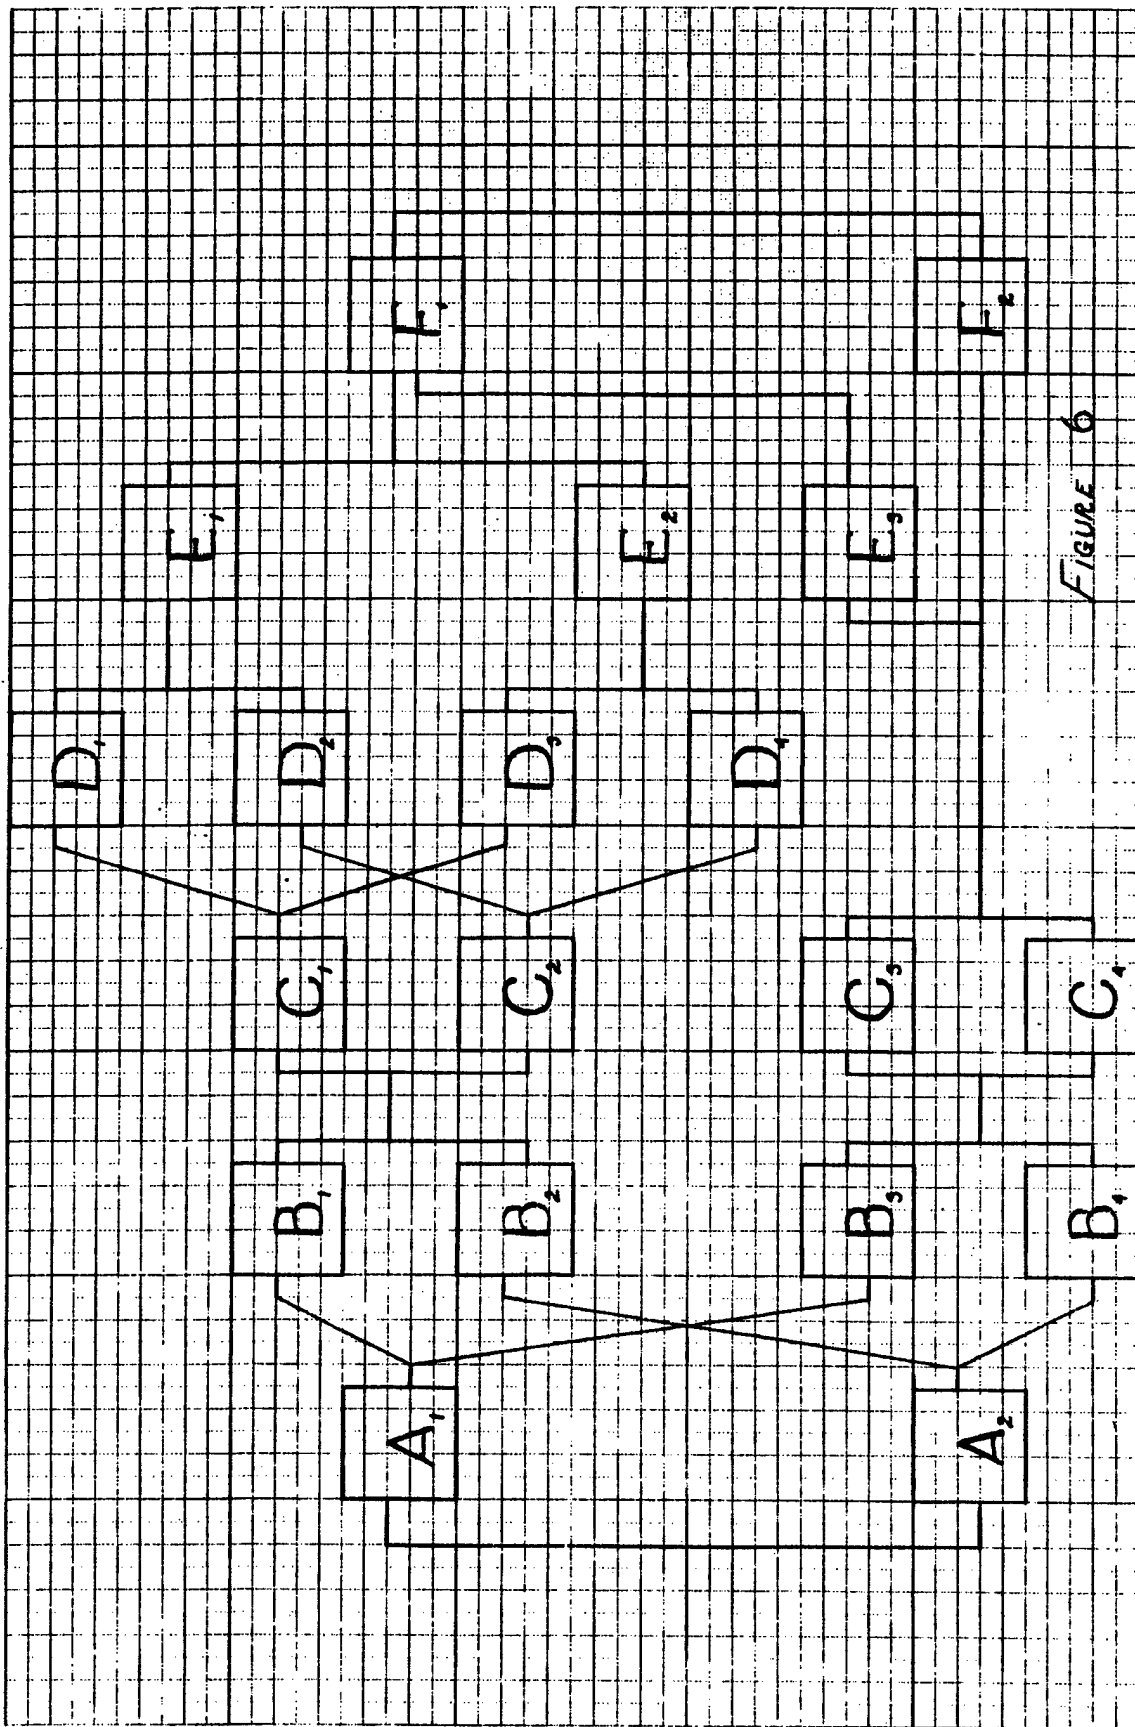 D₁
E₁
B₁
C₁
D₂
A₁
F₁
B₂
C₂
D₃
E₂
D₄
B₃
C₃
E₃
A₂
F₂
B₄
C₄
FIGURE 6